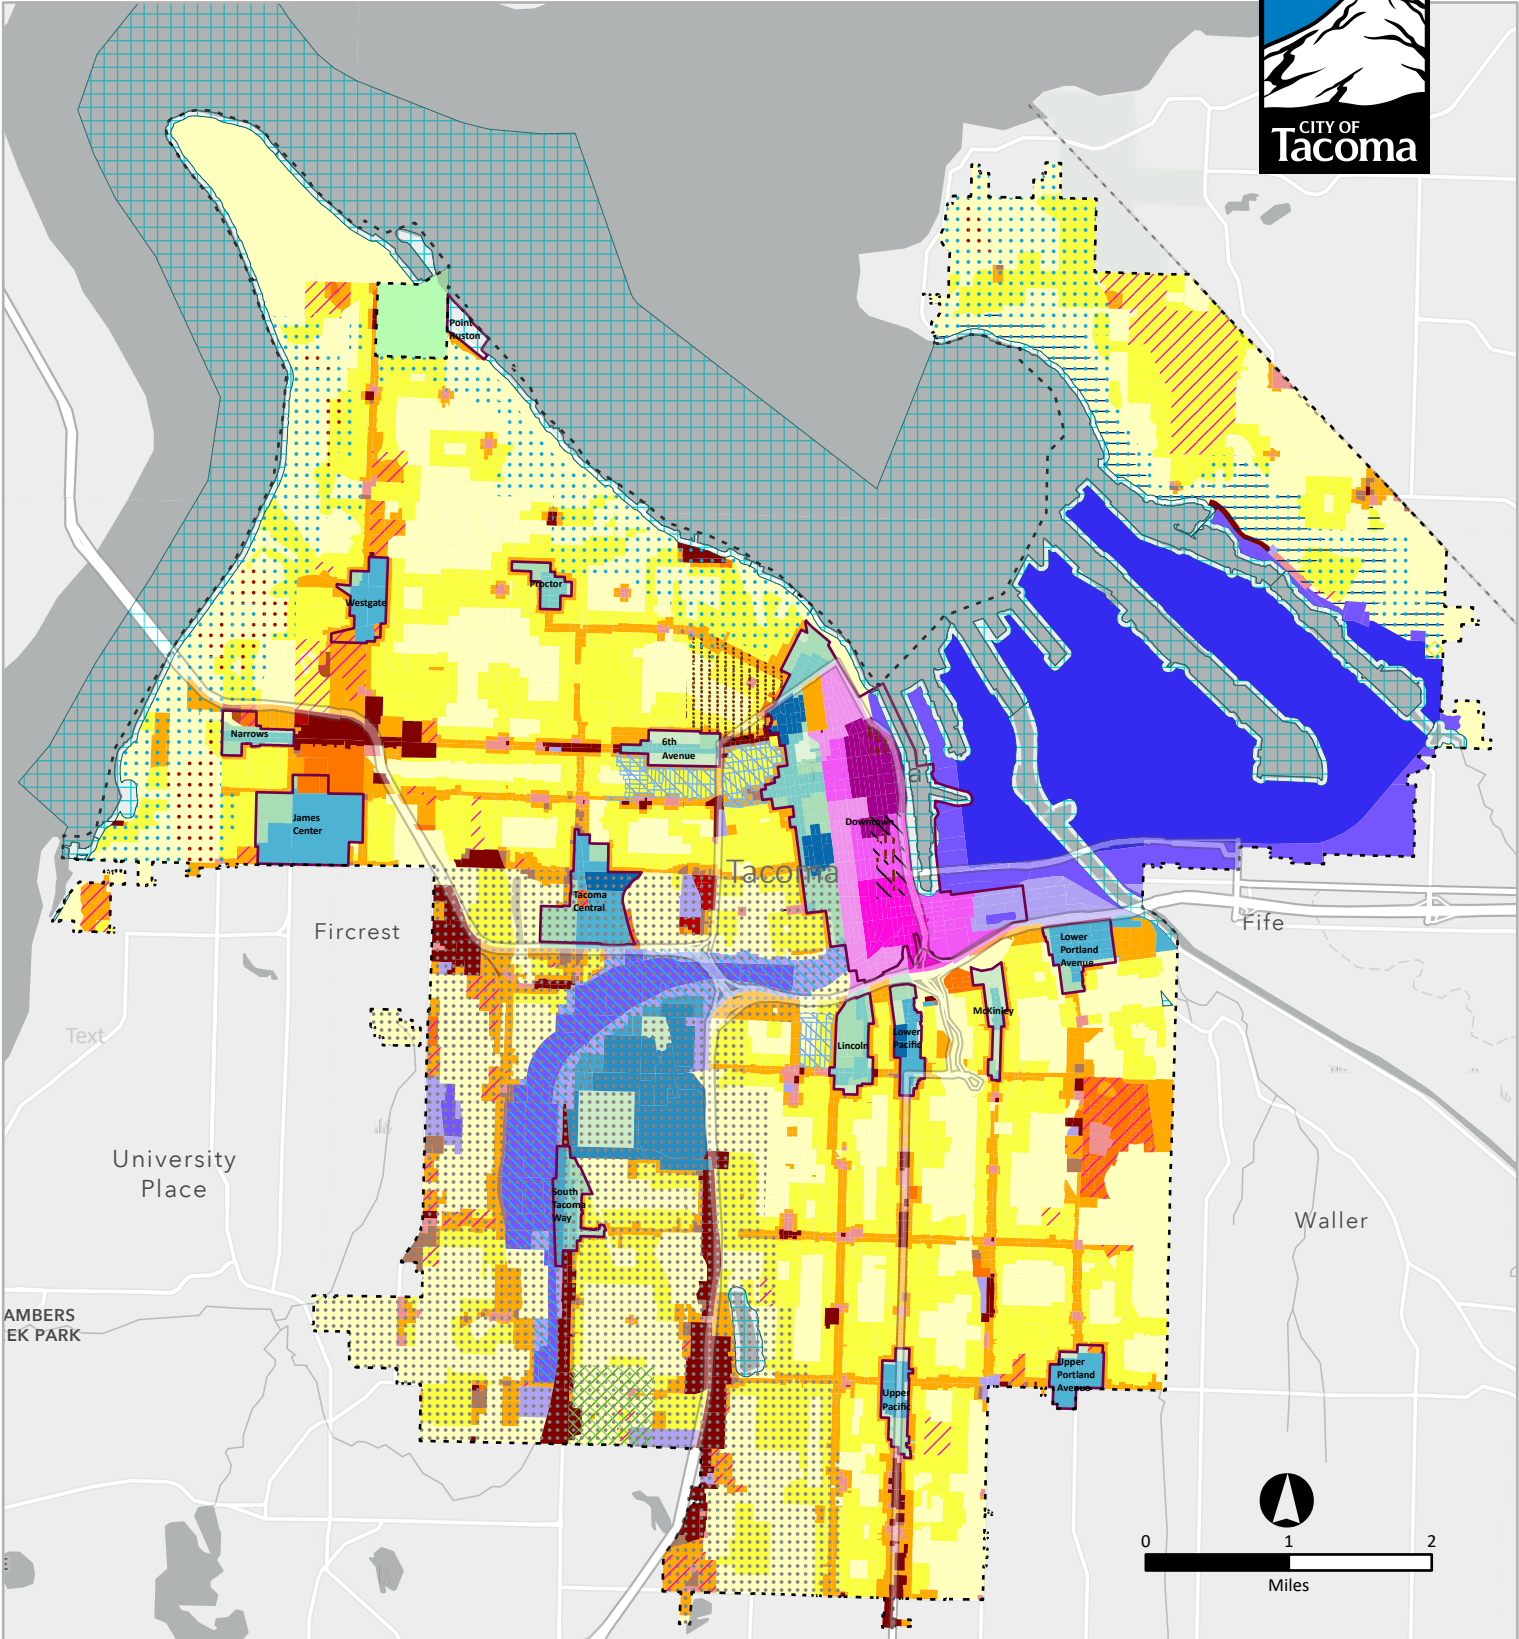 CITY OF
Tacoma
Point
Ruston
Westgate
Proctor
Narrows
6th
Avenue
James
Center
Downtown
Tacoma
Tacoma
Central
Fircrest
Fife
Lower
Portland
Avenue
McKinley
Lincoln
Lower
Pacific
Text
University
Place
South
Tacoma
Way
Waller
AMBERS
EK PARK
Upper
Portland
Avenue
Upper
Pacific
0 1 2
Miles